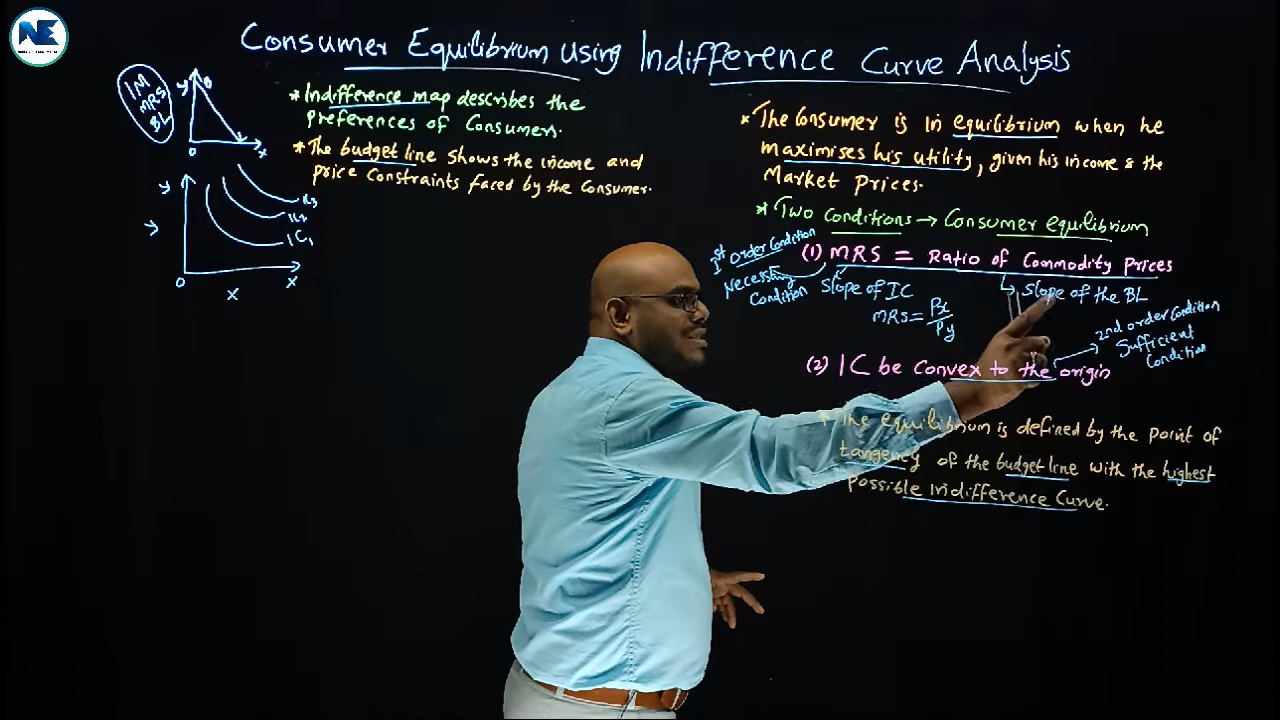 NE
Consumer Equilibrium using Indifference Curve Analysis
IM
MRS
BL
y
B
L
O
x
y
IC3
IC2
IC1
O
x
x
* Indifference map describes the
preferences of Consumers.
* The budget line shows the income and
price Constraints faced by the Consumer.
* The Consumer is in equilibrium when he
maximises his utility, given his income & the
Market Prices.
* Two Conditions → Consumer equilibrium
1st order Condition
Necessary
Condition
(1) MRS = Ratio of Commodity Prices
Slope of IC
Slope of the BL
MRS = Px
Py
2nd order Condition
Sufficient
Condition
(2) IC be Convex to the origin
* The equilibrium is defined by the point of
tangency of the budget line with the highest
Possible indifference Curve.